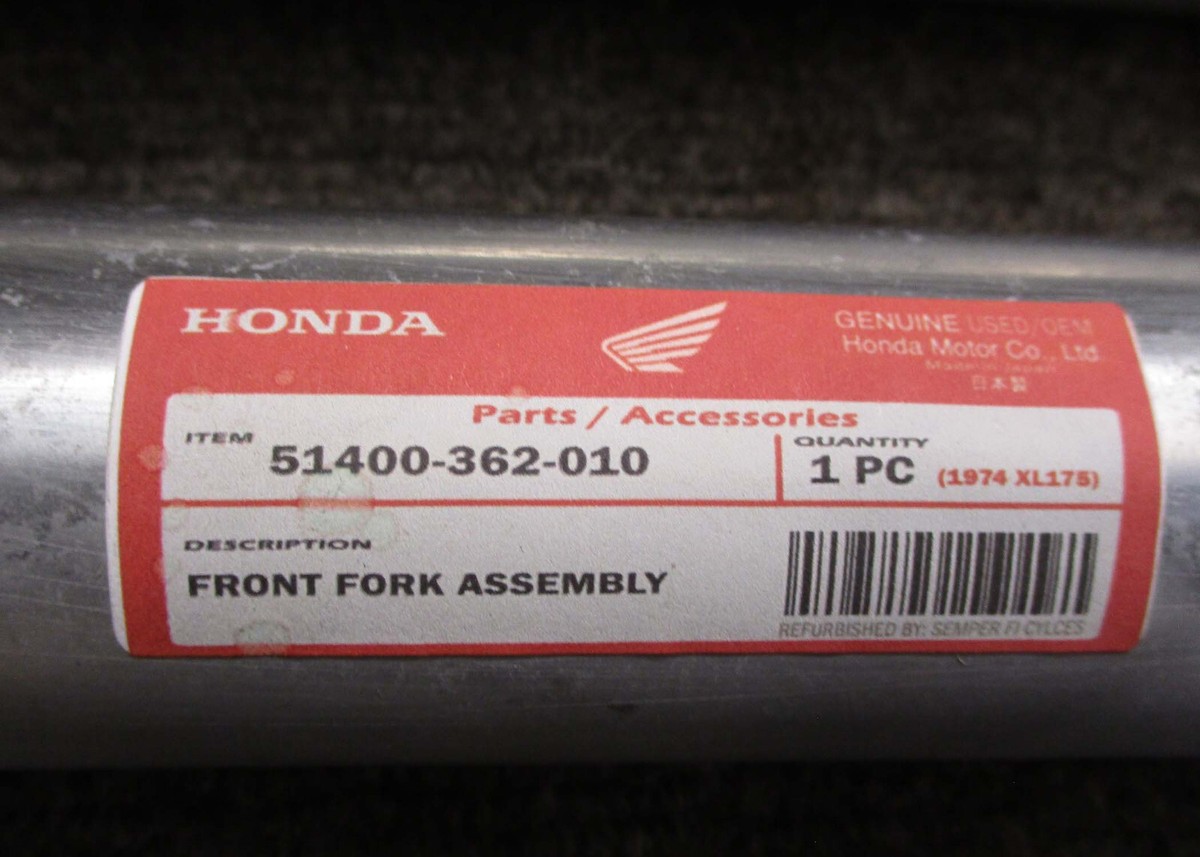 HONDA
GENUINE USED/OEM
Honda Motor Co., Ltd
Made in Japan
日本製
Parts / Accessories
ITEM 51400-362-010
QUANTITY
1 PC (1974 XL175)
DESCRIPTION
FRONT FORK ASSEMBLY
REFURBISHED BY: SEMPER FI CYLCES